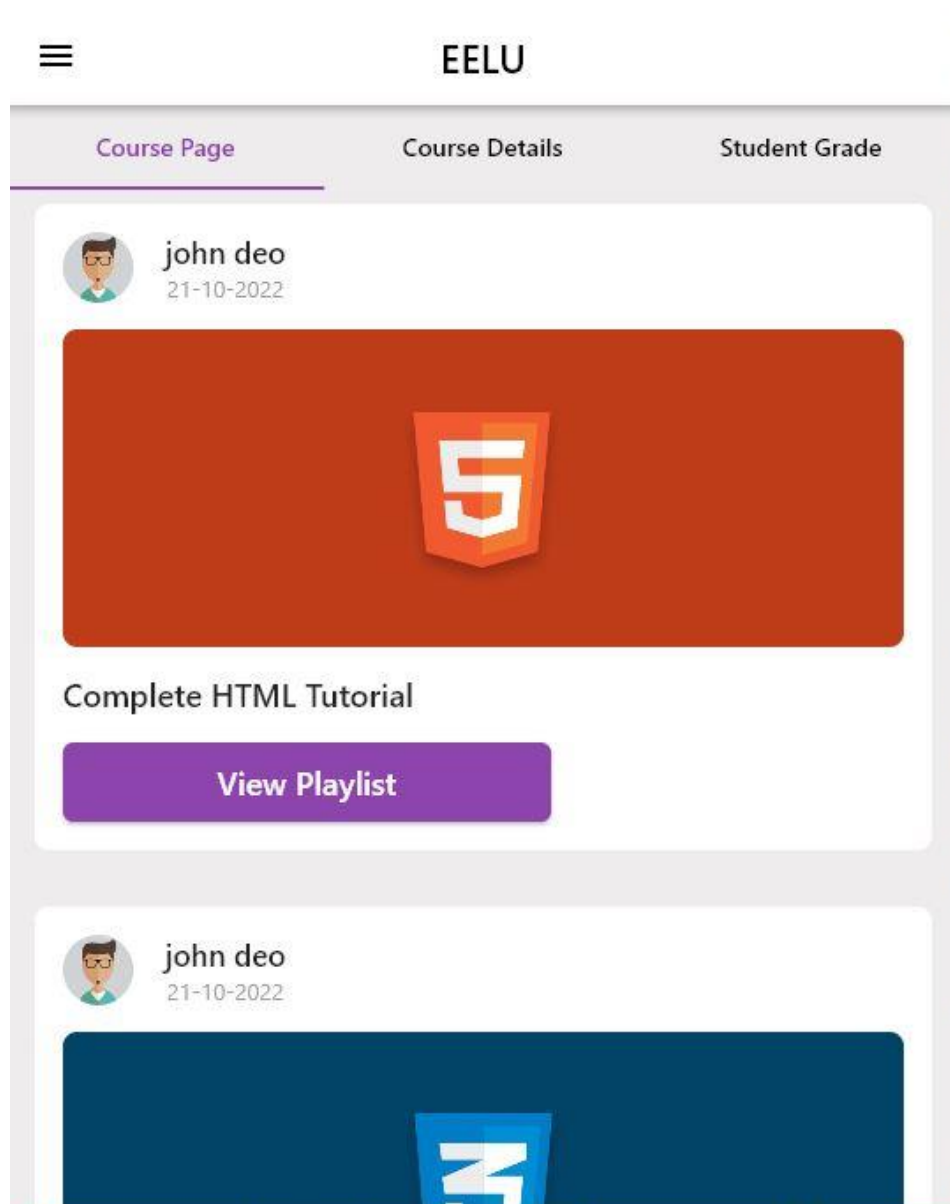 EELU
Course Page Course Details Student Grade
john deo
21-10-2022
5
Complete HTML Tutorial
View Playlist
john deo
21-10-2022
3